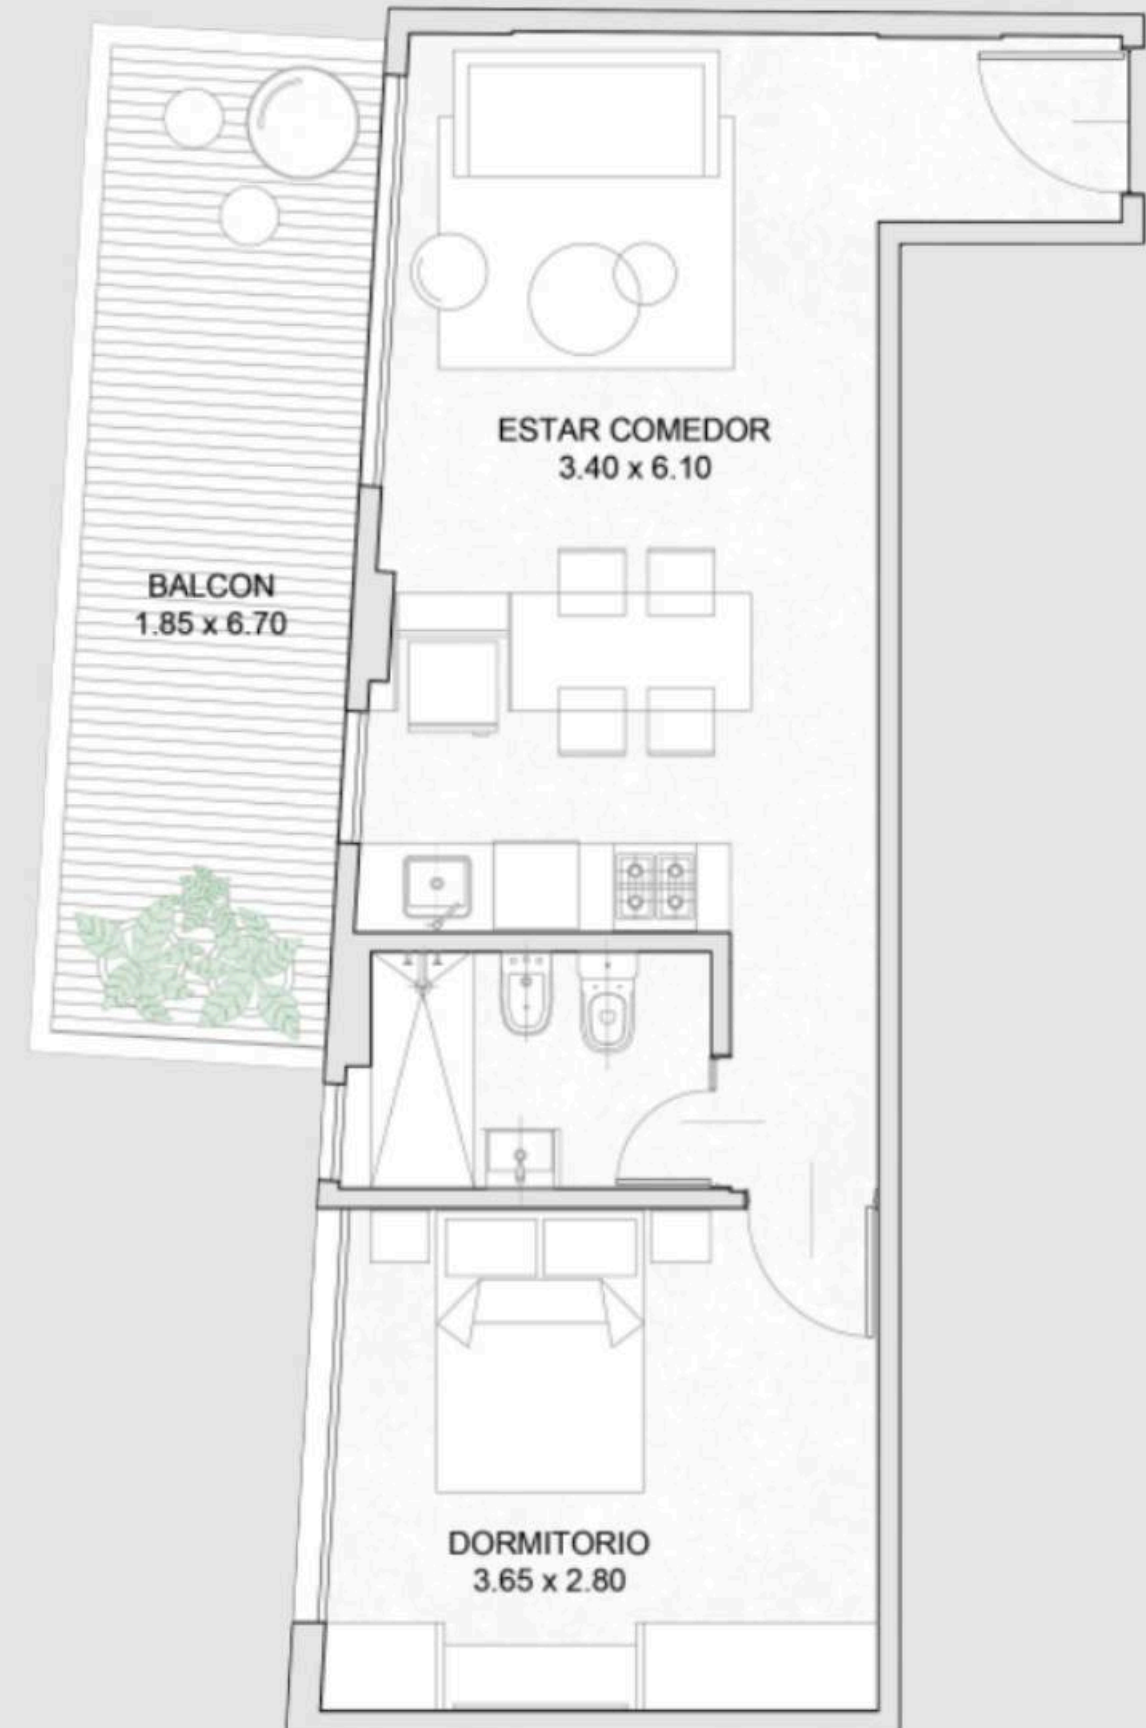 ESTAR COMEDOR
3.40 x 6.10
BALCON
1.85 x 6.70
DORMITORIO
3.65 x 2.80